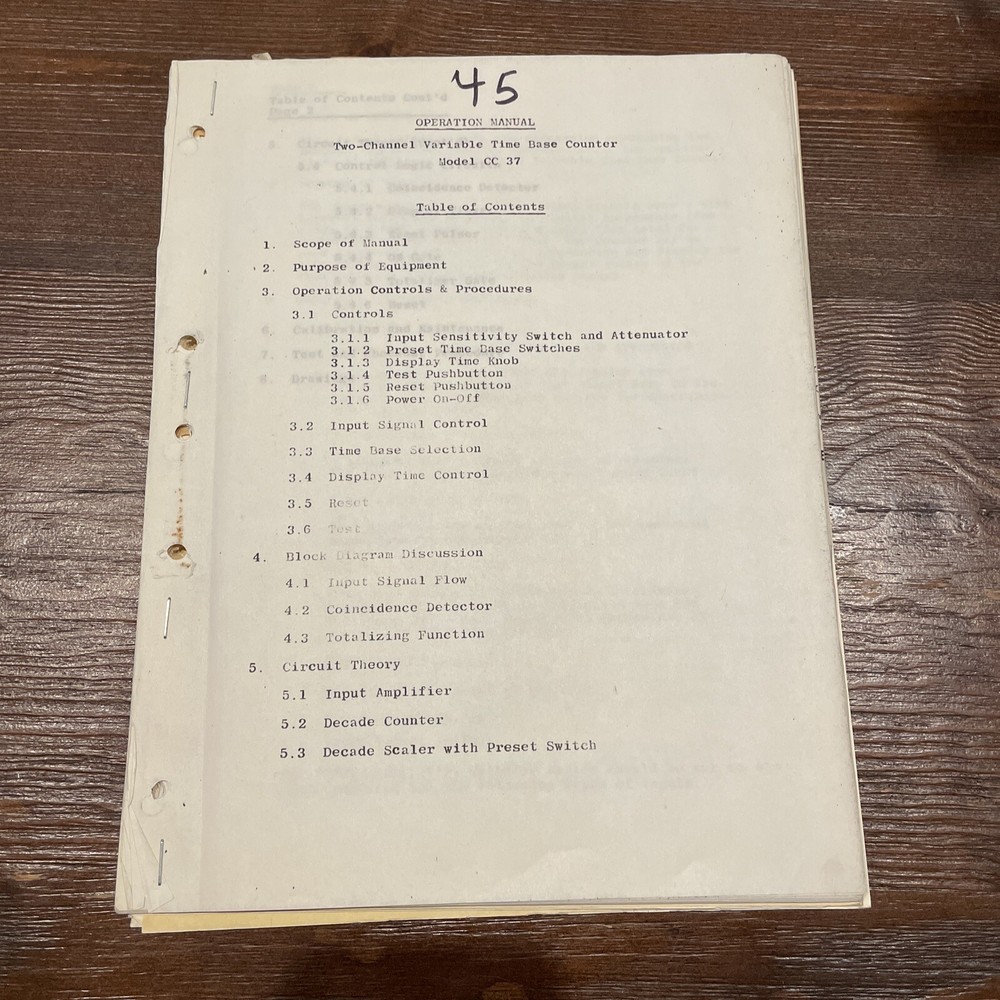 45
OPERATION MANUAL
Two-Channel Variable Time Base Counter
Model CC 37
Table of Contents
1. Scope of Manual
2. Purpose of Equipment
3. Operation Controls & Procedures
3.1 Controls
3.1.1 Input Sensitivity Switch and Attenuator
3.1.2 Preset Time Base Switches
3.1.3 Display Time Knob
3.1.4 Test Pushbutton
3.1.5 Reset Pushbutton
3.1.6 Power On-Off
3.2 Input Signal Control
3.3 Time Base Selection
3.4 Display Time Control
3.5 Reset
3.6 Test
4. Block Diagram Discussion
4.1 Input Signal Flow
4.2 Coincidence Detector
4.3 Totalizing Function
5. Circuit Theory
5.1 Input Amplifier
5.2 Decade Counter
5.3 Decade Scaler with Preset Switch